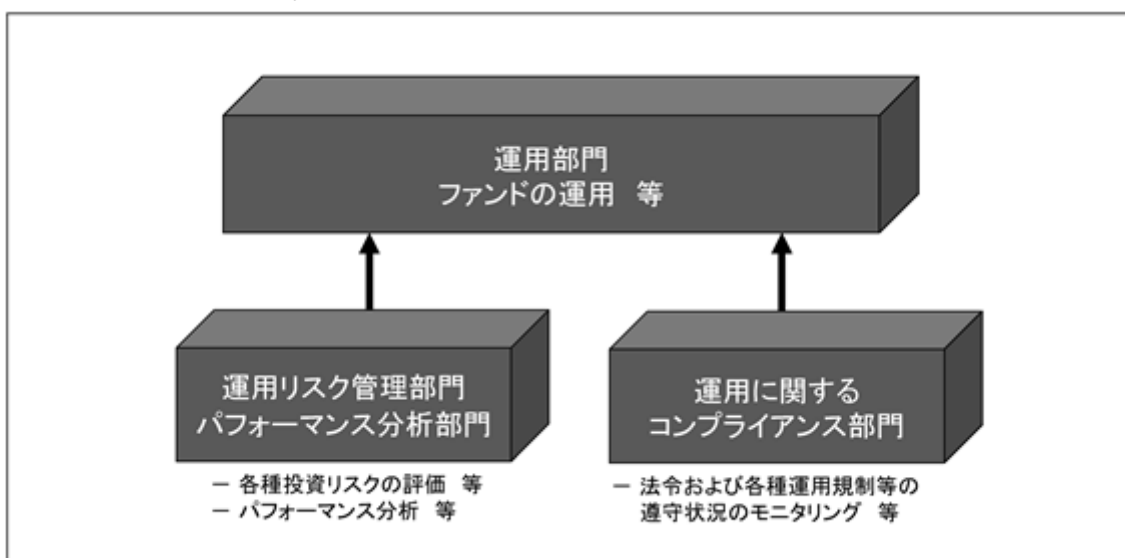 運用部門
ファンドの運用　等
運用リスク管理部門
パフォーマンス分析部門
運用に関する
コンプライアンス部門
－ 各種投資リスクの評価　等
－ パフォーマンス分析　等
－ 法令および各種運用規制等の
遵守状況のモニタリング　等